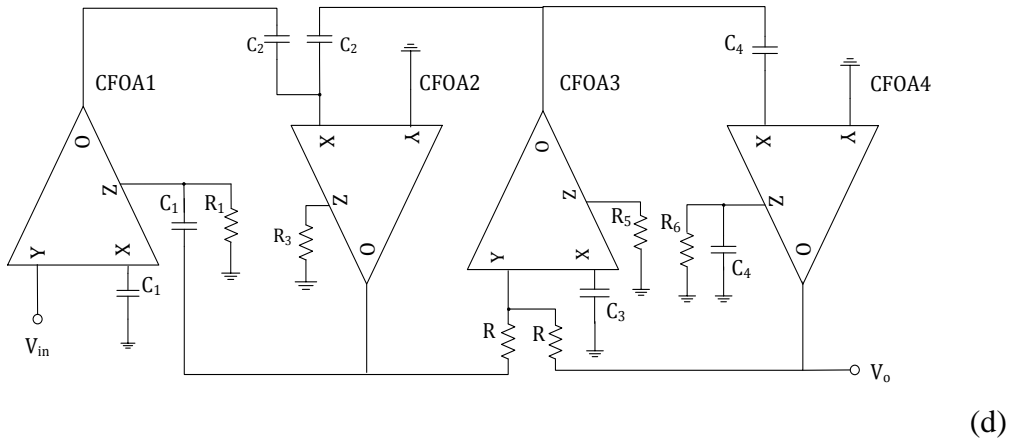 C₂
C₂
C₄
CFOA1
CFOA2
CFOA3
CFOA4
O
X
Y
O
X
Y
Z
C₁
R₁
Z
R₃
Z
R₅
Z
R₆
C₄
Y
X
C₁
O
Y
X
C₃
O
R
R
Vin
Vo
(d)